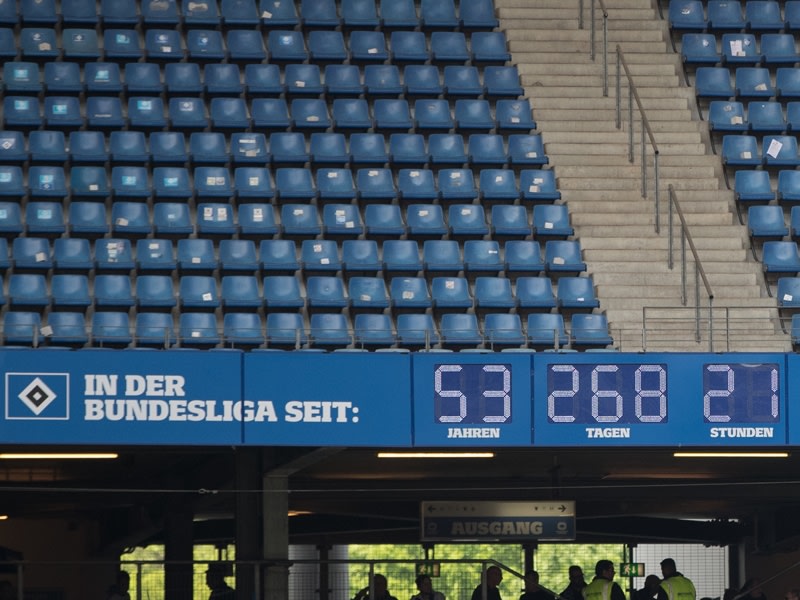 IN DER
BUNDESLIGA SEIT:
53 268 21
JAHREN TAGEN STUNDEN
AUSGANG